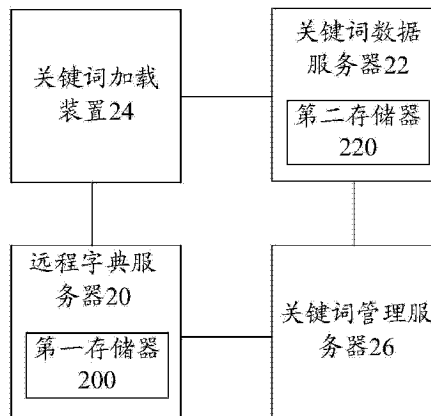 关键词加载
装置24
关键词数据
服务器22
第二存储器
220
远程字典服
务器20
第一存储器
200
关键词管理服
务器26